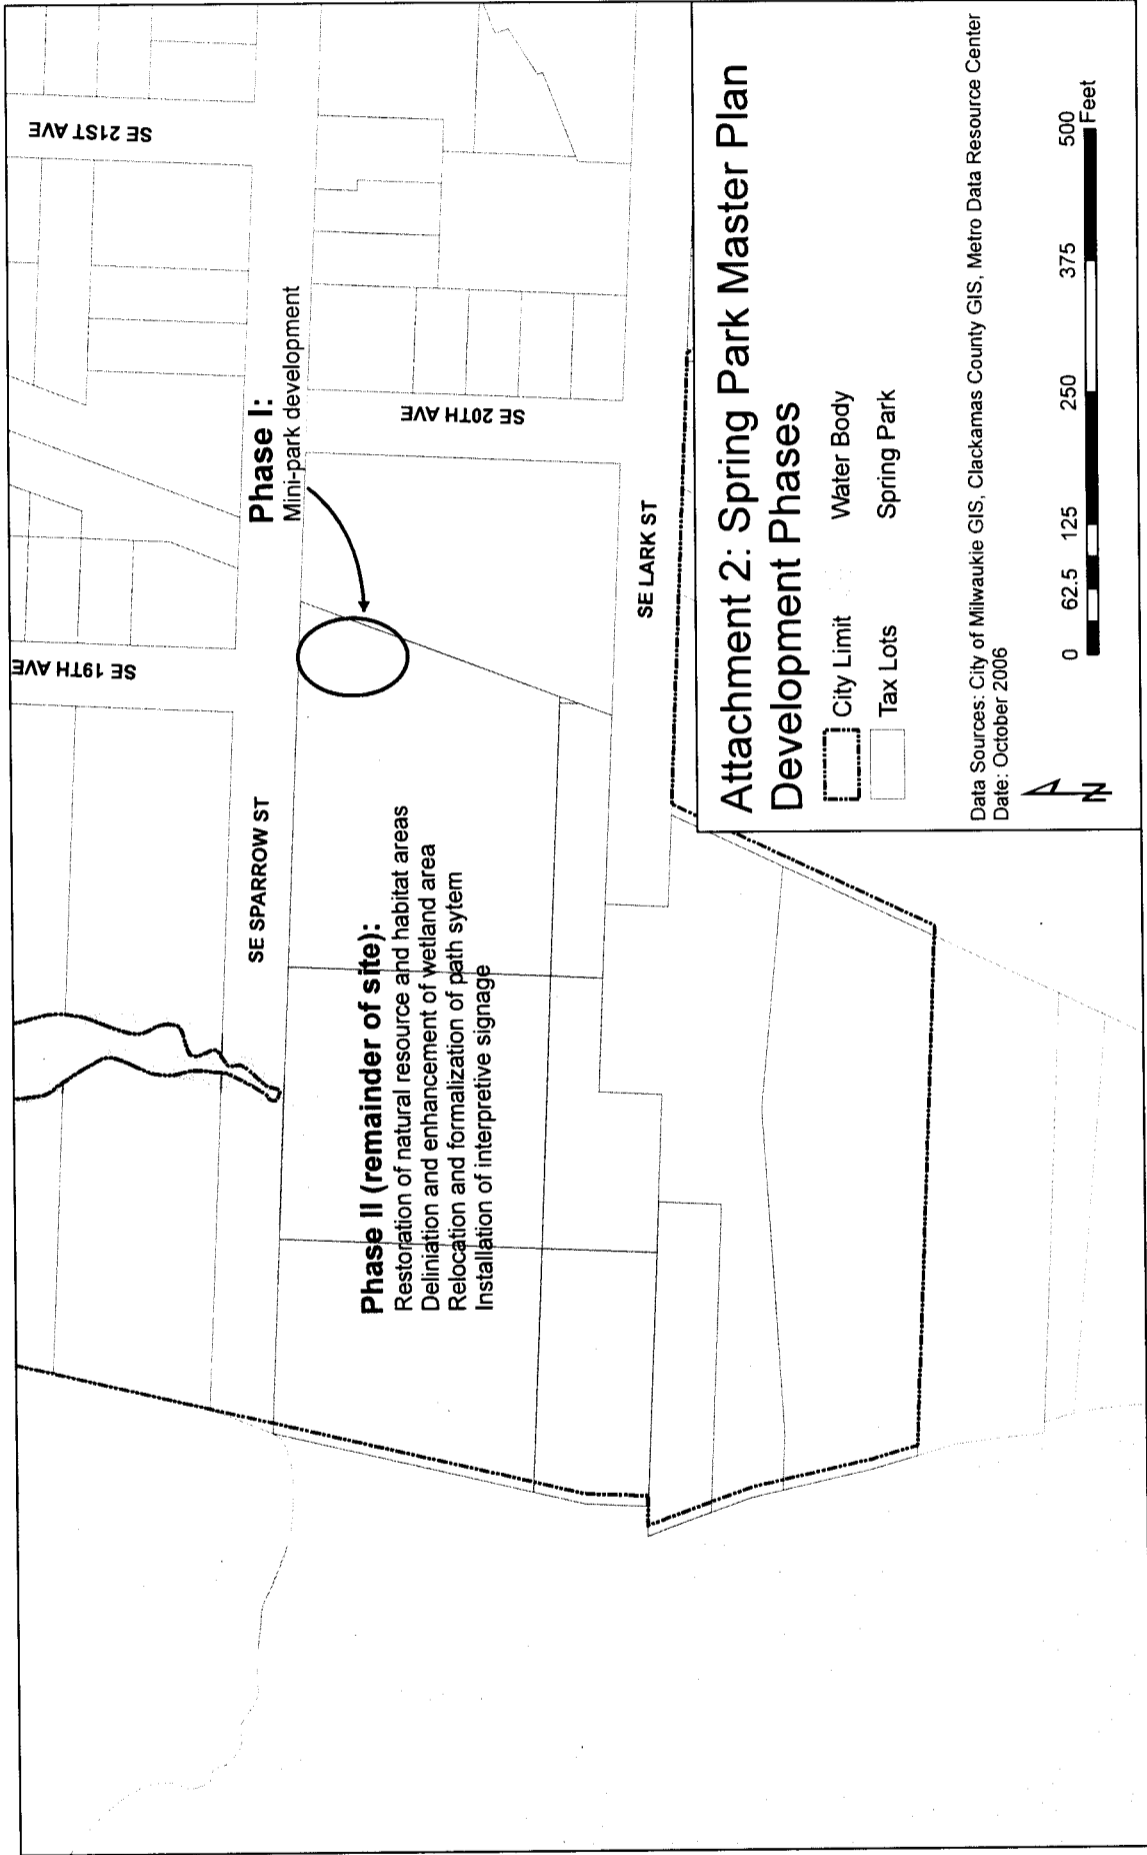 SE 19TH AVE
SE 21ST AVE
SE SPARROW ST
Phase I:
Mini-park development
SE 20TH AVE
Phase II (remainder of site):
Restoration of natural resource and habitat areas
Deliniation and enhancement of wetland area
Relocation and formalization of path sytem
Installation of interpretive signage
SE LARK ST
Attachment 2: Spring Park Master Plan
Development Phases
City Limit
Water Body
Tax Lots
Spring Park
Data Sources: City of Milwaukie GIS, Clackamas County GIS, Metro Data Resource Center
Date: October 2006
N
0 62.5 125 250 375 500
Feet